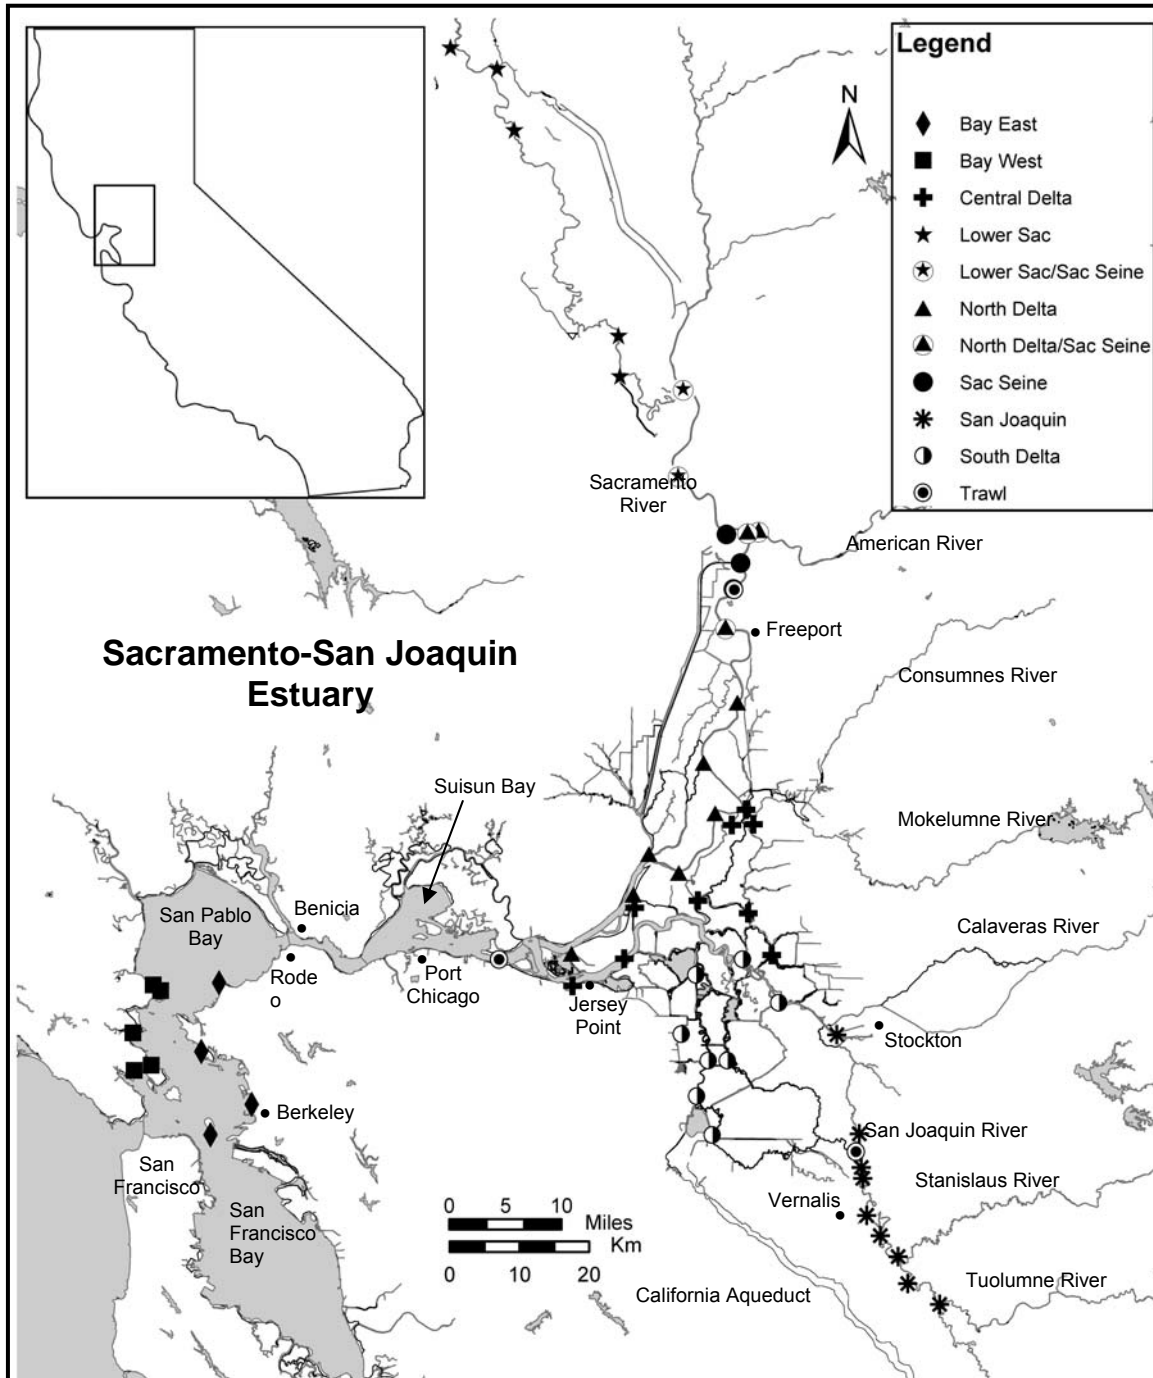 Legend
N
Bay East
Bay West
Central Delta
Lower Sac
Lower Sac/Sac Seine
North Delta
North Delta/Sac Seine
Sac Seine
San Joaquin
South Delta
Trawl
Sacramento
River
American River
Freeport
Sacramento-San Joaquin
Estuary
Consumnes River
Suisun Bay
Mokelumne River
San Pablo
Bay
Benicia
Calaveras River
Rode
o
Port
Chicago
Jersey
Point
Stockton
Berkeley
San Joaquin River
San
Francisco
Stanislaus River
Vernalis
San
Francisco
Bay
0 5 10
Miles
Km
0 10 20
California Aqueduct
Tuolumne River